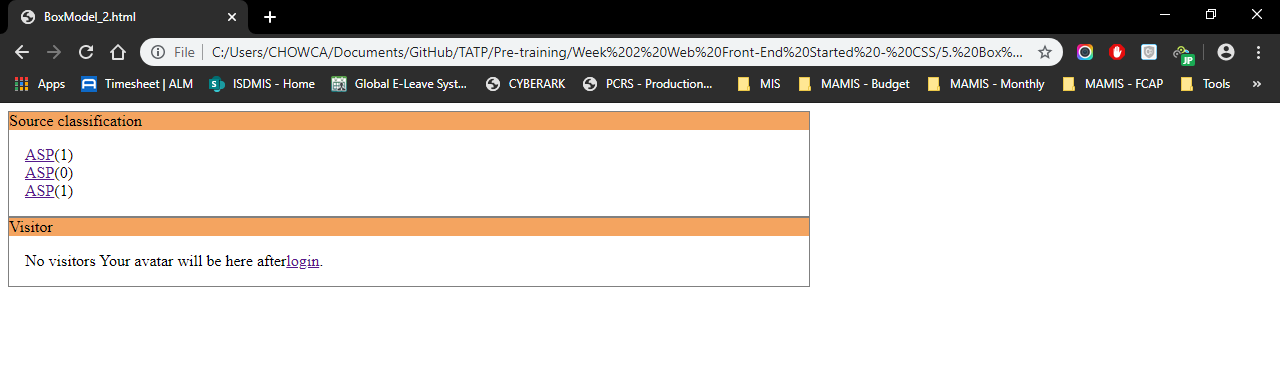 BoxModel_2.html
File
C:/Users/CHOWCA/Documents/GitHub/TATP/Pre-training/Week%202%20Web%20Front-End%20Started%20-%20CSS/5.%20Box%...
JP
Apps
Timesheet | ALM
ISDMIS - Home
Global E-Leave Syst...
CYBERARK
PCRS - Production...
MIS
MAMIS - Budget
MAMIS - Monthly
MAMIS - FCAP
Tools
Source classification
ASP(1)
ASP(0)
ASP(1)
Visitor
No visitors Your avatar will be here afterlogin.